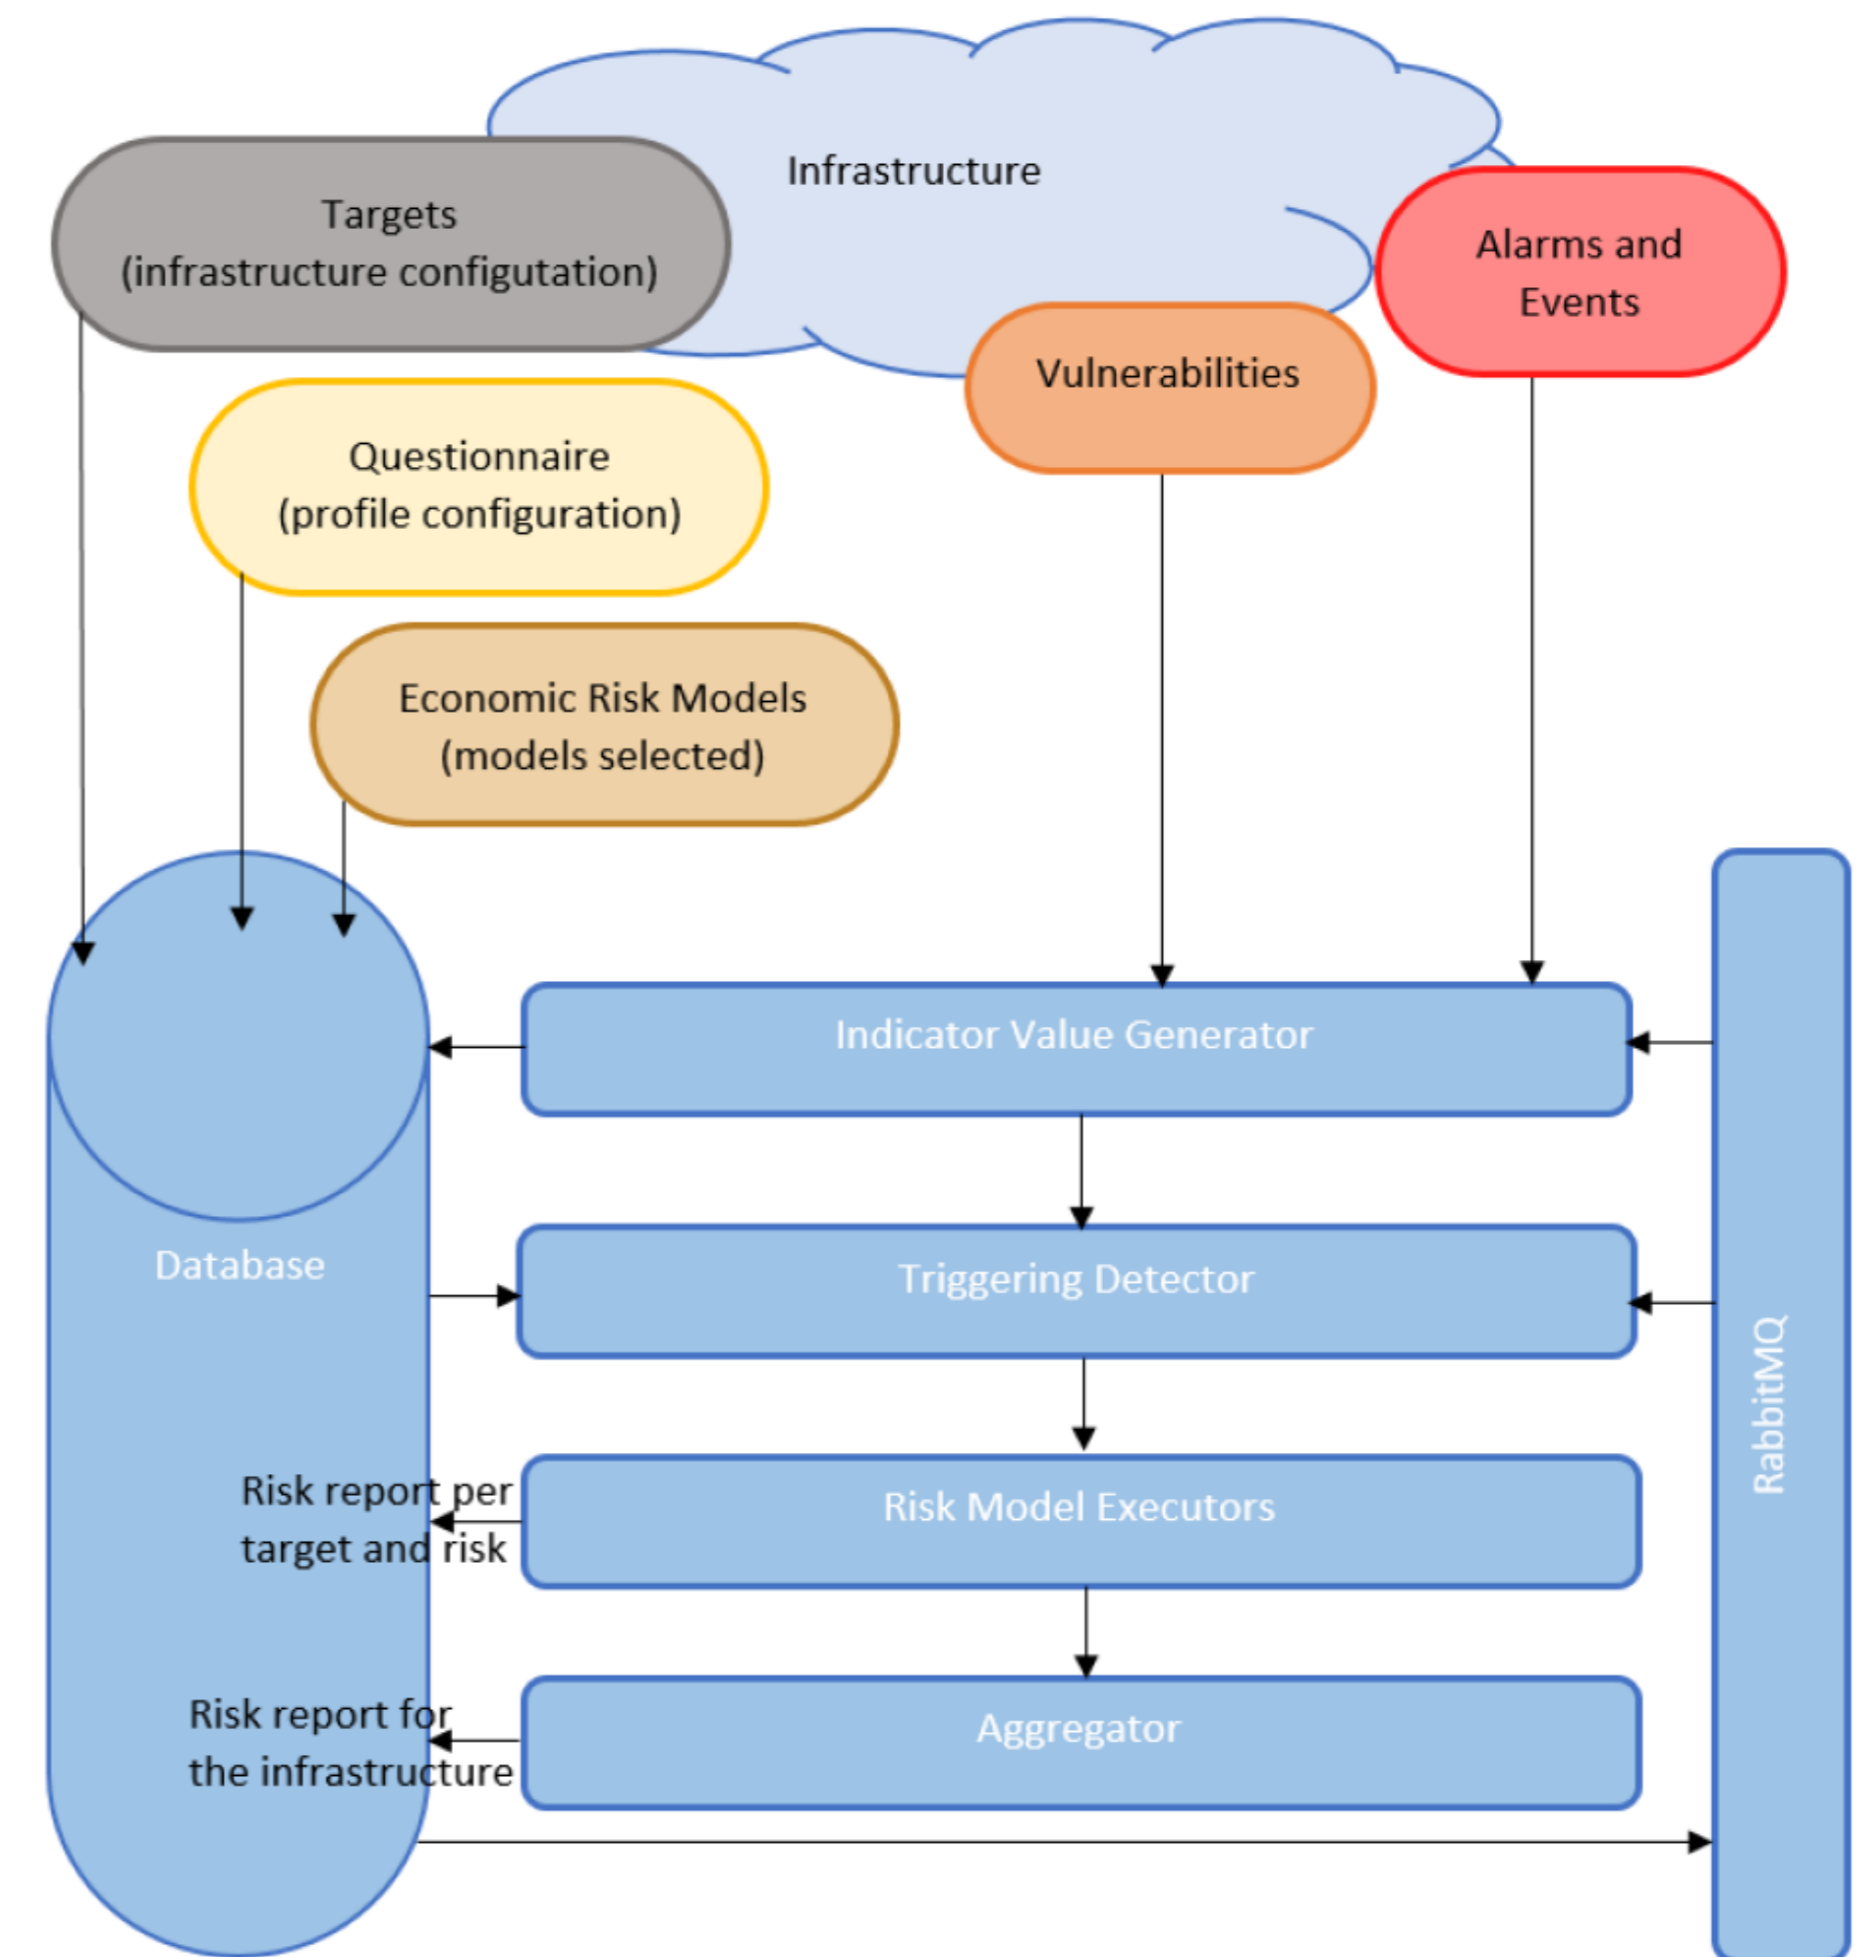 Infrastructure
Targets
(infrastructure configutation)
Alarms and
Events
Vulnerabilities
Questionnaire
(profile configuration)
Economic Risk Models
(models selected)
Indicator Value Generator
Database
Triggering Detector
RabbitMQ
Risk report per
target and risk
Risk Model Executors
Risk report for
the infrastructure
Aggregator